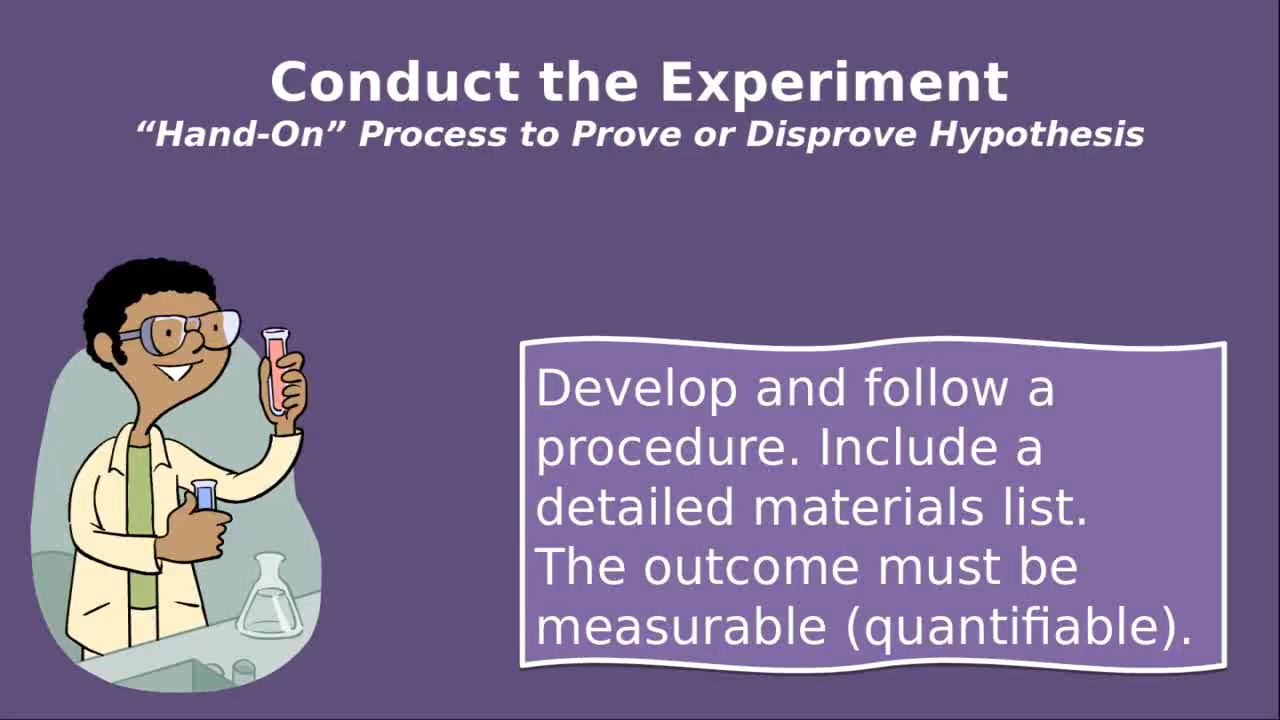 Conduct the Experiment
“Hand-On” Process to Prove or Disprove Hypothesis
Develop and follow a
procedure. Include a
detailed materials list.
The outcome must be
measurable (quantifiable).